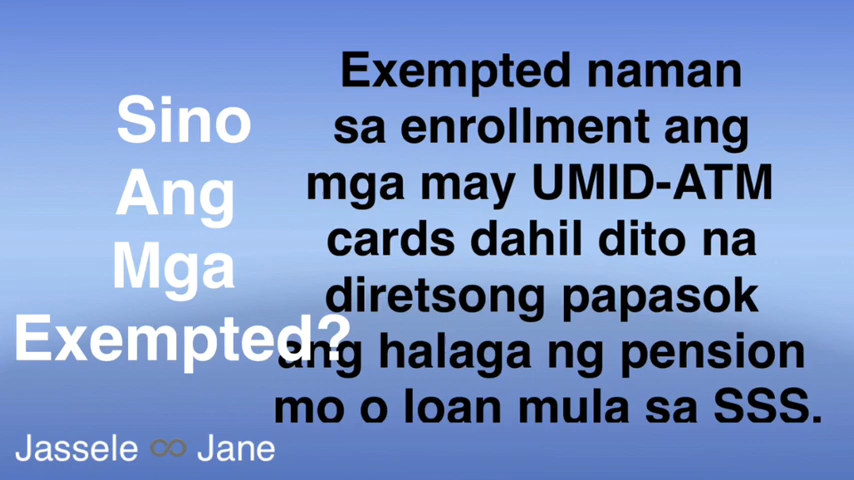 Sino
Ang
Mga
Exempted?
Exempted naman
sa enrollment ang
mga may UMID-ATM
cards dahil dito na
diretsong papasok
ang halaga ng pension
mo o loan mula sa SSS.
Jassele ∞ Jane